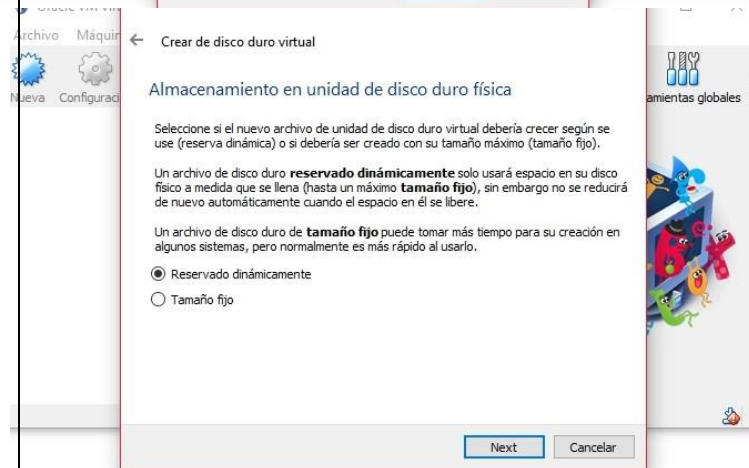 Oracle VM
Archivo
← Crear de disco duro virtual
Nueva
Almacenamiento en unidad de disco duro física
amientas globales
Seleccione si el nuevo archivo de unidad de disco duro virtual debería crecer según se
use (reserva dinámica) o si debería ser creado con su tamaño máximo (tamaño fijo).
Un archivo de disco duro reservado dinámicamente solo usará espacio en su disco
físico a medida que se llena (hasta un máximo tamaño fijo), sin embargo no se reducirá
de nuevo automáticamente cuando el espacio en él se libere.
Un archivo de disco duro de tamaño fijo puede tomar más tiempo para su creación en
algunos sistemas, pero normalmente es más rápido al usarlo.
Reservado dinámicamente
Tamaño fijo
Next Cancelar